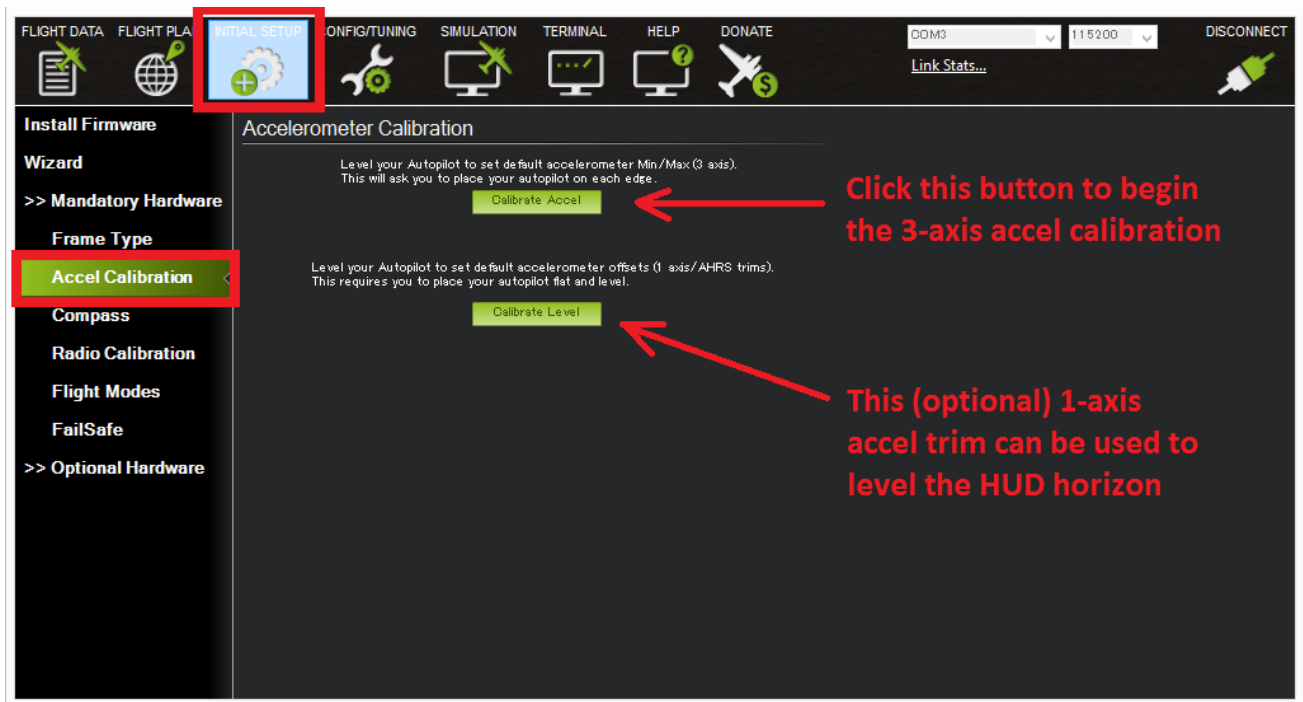 FLIGHT DATA FLIGHT PLA INITIAL SETUP CONFIG/TUNING SIMULATION TERMINAL HELP DONATE COM3 115200 DISCONNECT
Link Stats...
Install Firmware
Accelerometer Calibration
Wizard
Level your Autopilot to set default accelerometer Min/Max (3 axis).
This will ask you to place your autopilot on each edge.
>> Mandatory Hardware
Calibrate Accel
Click this button to begin
the 3-axis accel calibration
Frame Type
Accel Calibration
Level your Autopilot to set default accelerometer offsets (1 axis/AHRS trims).
This requires you to place your autopilot flat and level.
Compass
Calibrate Level
Radio Calibration
Flight Modes
This (optional) 1-axis
accel trim can be used to
level the HUD horizon
FailSafe
>> Optional Hardware